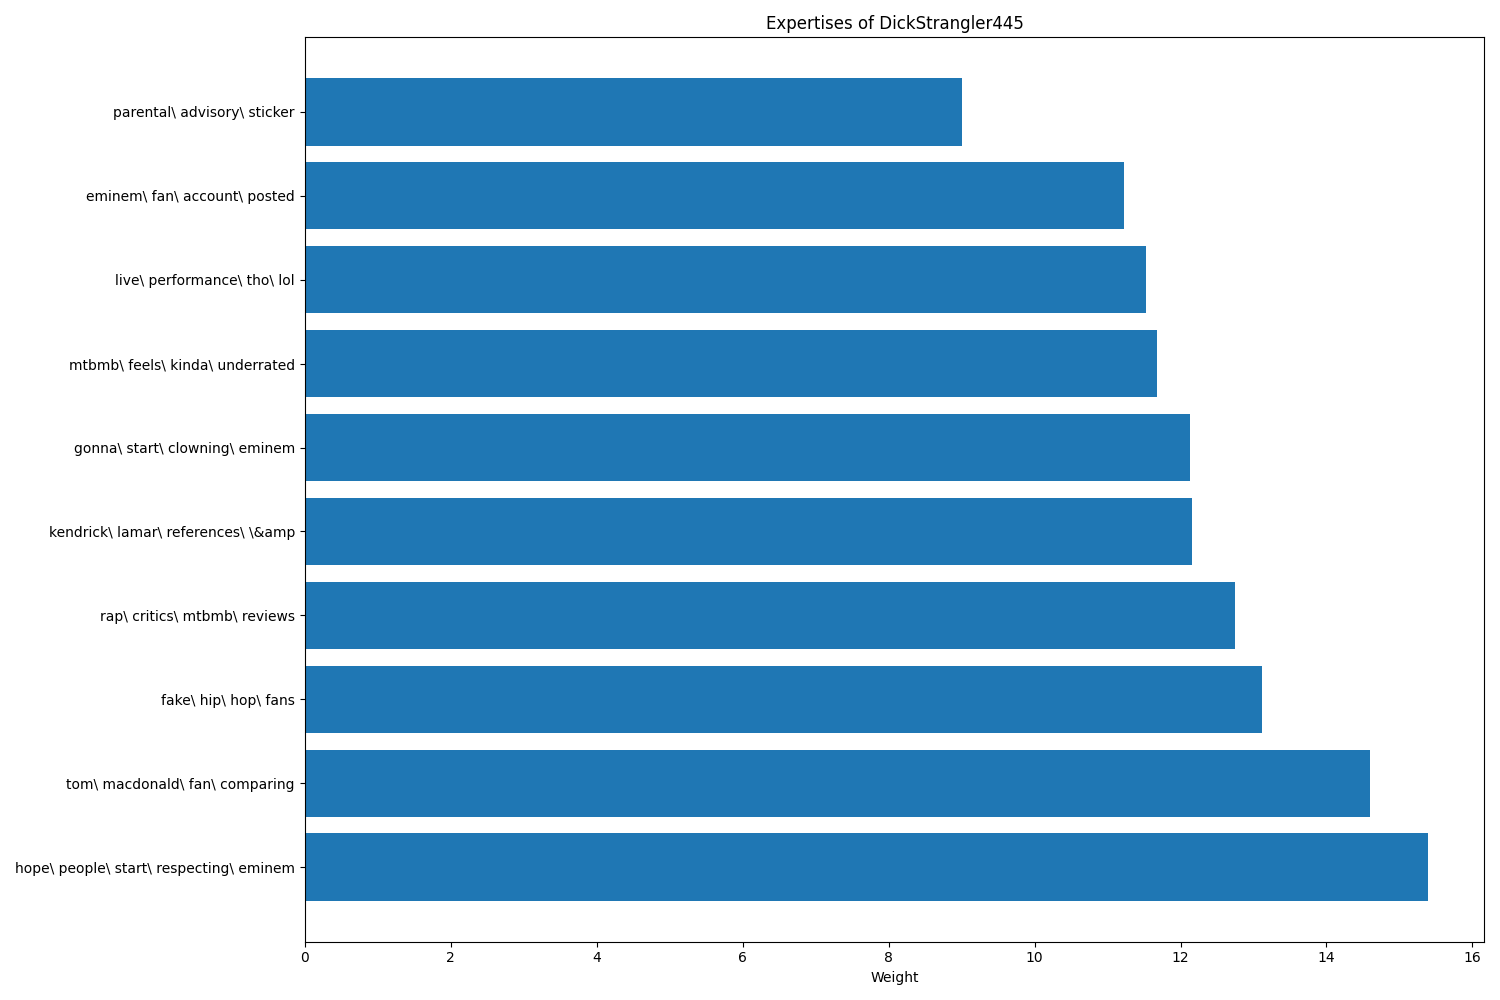 Expertises of DickStrangler445
parental\ advisory\ sticker
eminem\ fan\ account\ posted
live\ performance\ tho\ lol
mtbmb\ feels\ kinda\ underrated
gonna\ start\ clowning\ eminem
kendrick\ lamar\ references\ \&amp
rap\ critics\ mtbmb\ reviews
fake\ hip\ hop\ fans
tom\ macdonald\ fan\ comparing
hope\ people\ start\ respecting\ eminem
0 2 4 6 8 10 12 14 16
Weight